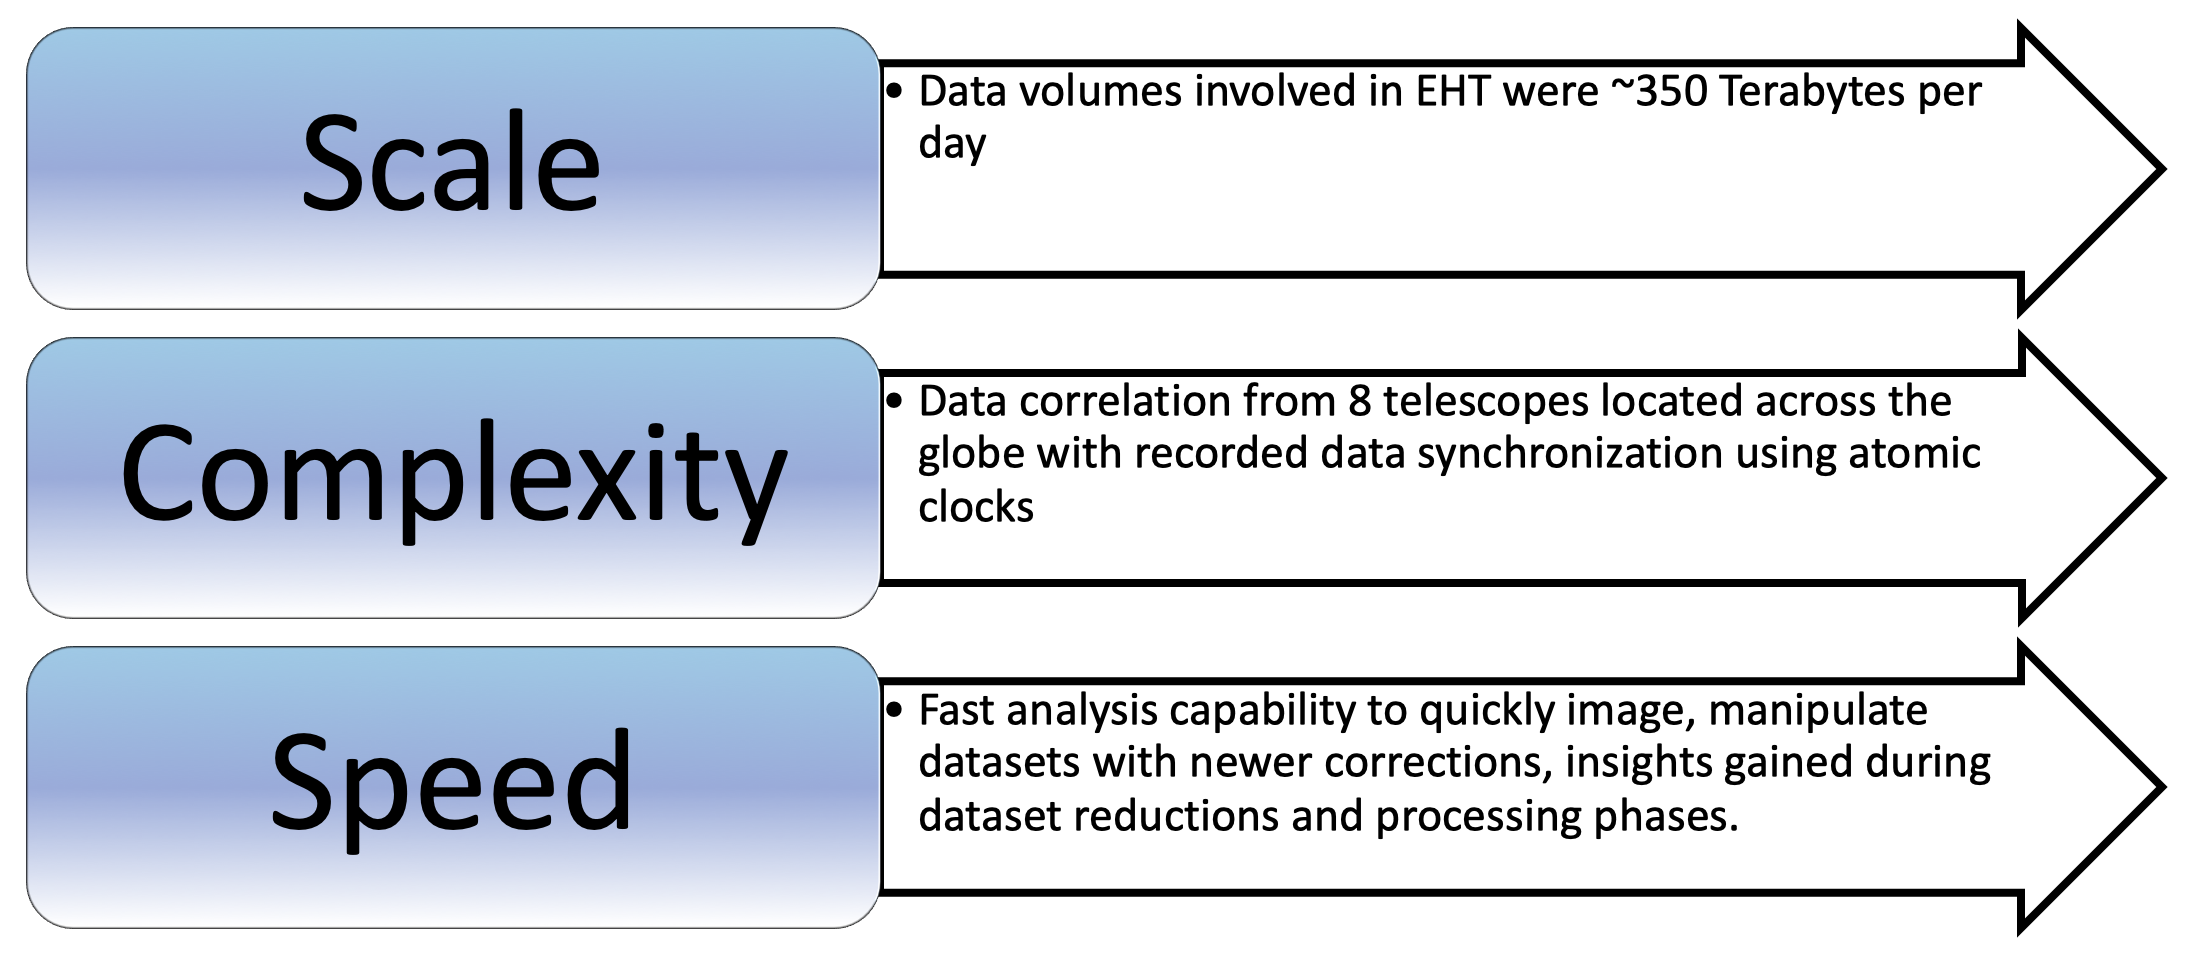 Scale
• Data volumes involved in EHT were ~350 Terabytes per
day
Complexity
• Data correlation from 8 telescopes located across the
globe with recorded data synchronization using atomic
clocks
Speed
• Fast analysis capability to quickly image, manipulate
datasets with newer corrections, insights gained during
dataset reductions and processing phases.